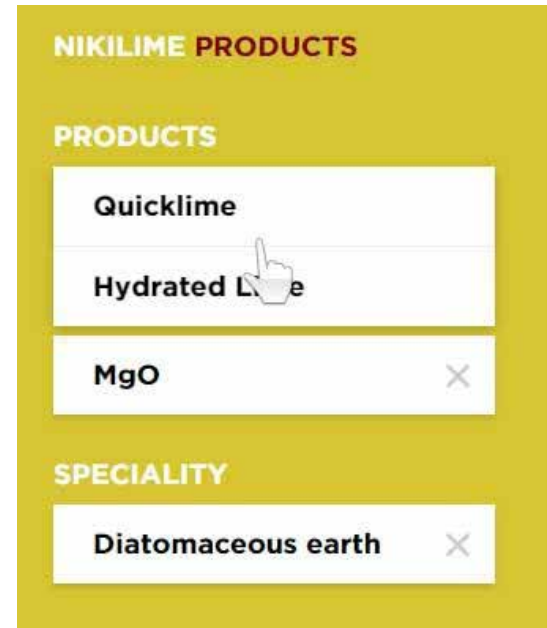 NIKILIME PRODUCTS
PRODUCTS
Quicklime
Hydrated
MgO
SPECIALITY
Diatomaceous earth